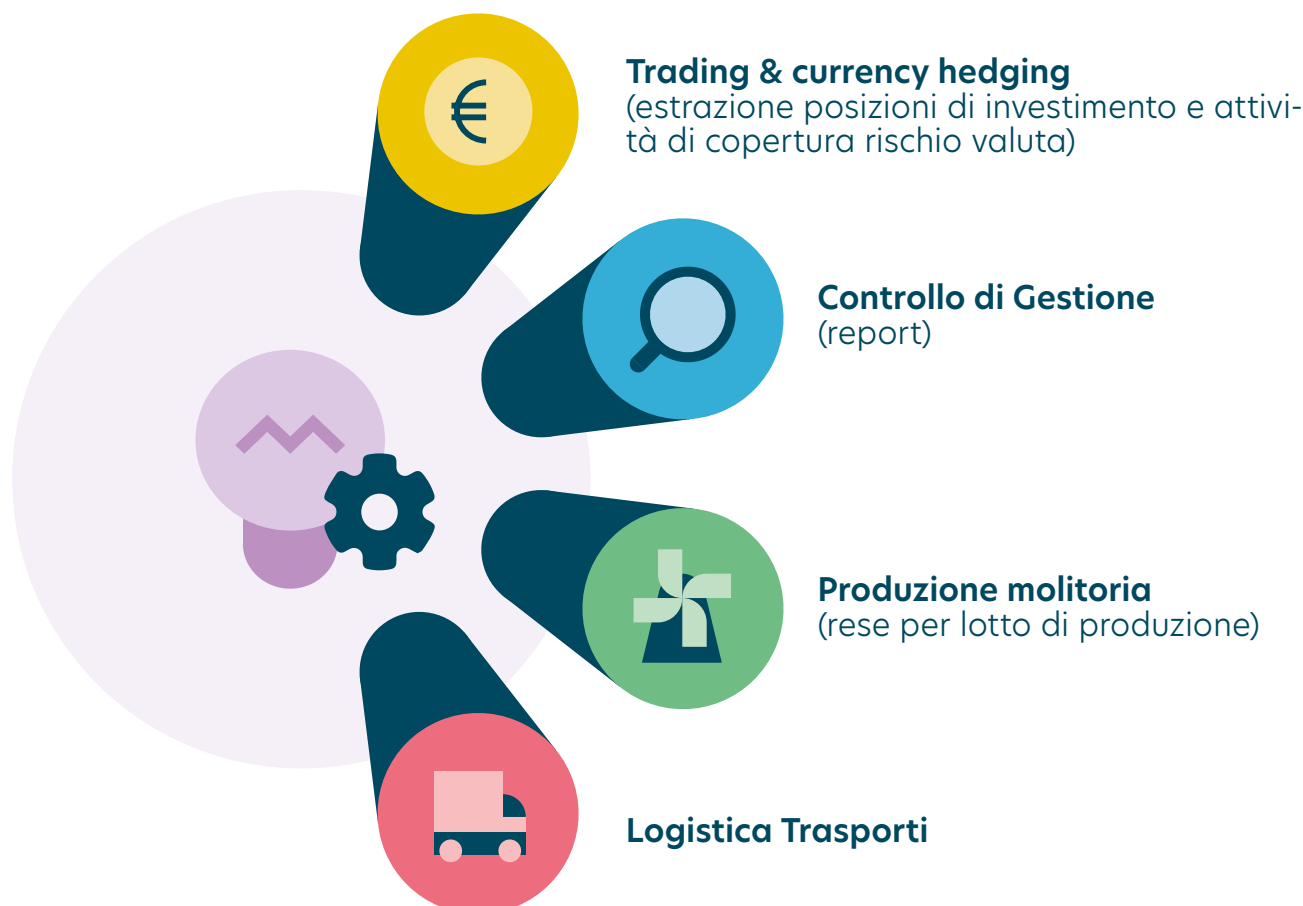 €
Trading & currency hedging
(estrazione posizioni di investimento e attivi-
tà di copertura rischio valuta)
Controllo di Gestione
(report)
Produzione molitoria
(rese per lotto di produzione)
Logistica Trasporti